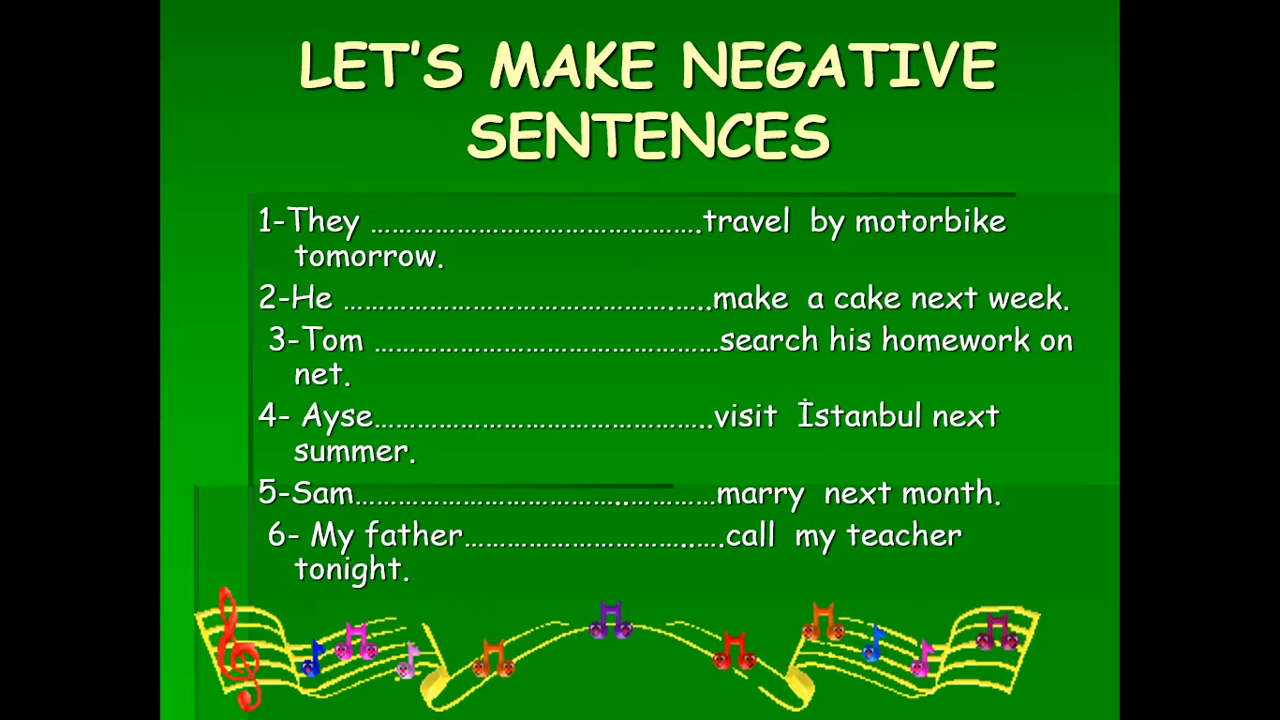 LET'S MAKE NEGATIVE
SENTENCES
1-They ……………………………………….travel by motorbike
tomorrow.
2-He ……………………………………….…..make a cake next week.
3-Tom …………………………………………search his homework on
net.
4- Ayse………………………………………..visit İstanbul next
summer.
5-Sam………………………………..…………marry next month.
6- My father…………………………..….call my teacher
tonight.